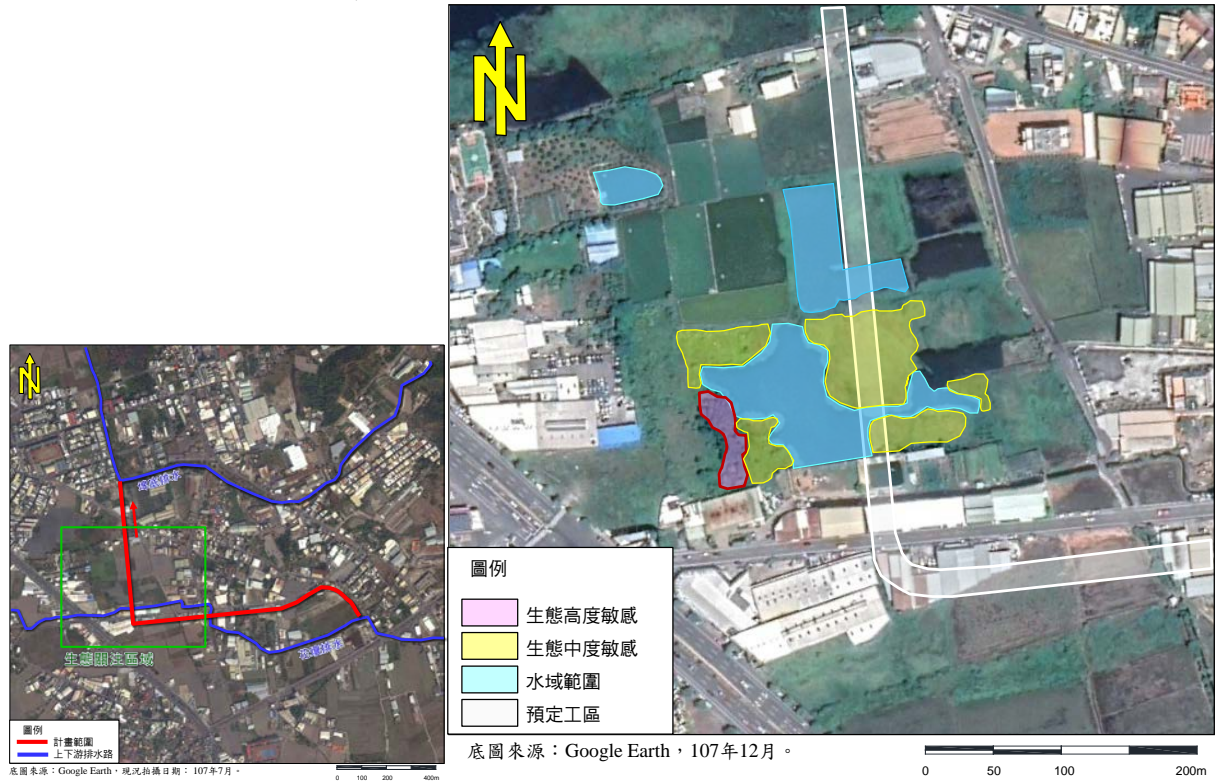 N
生態關注區域
圖例
計畫範圍
上下游排水路
底圖來源：Google Earth，現況拍攝日期： 107年7月。
0 100 200 400m
N
圖例
生態高度敏感
生態中度敏感
水域範圍
預定工區
底圖來源：Google Earth，107年12月。
0 50 100 200m